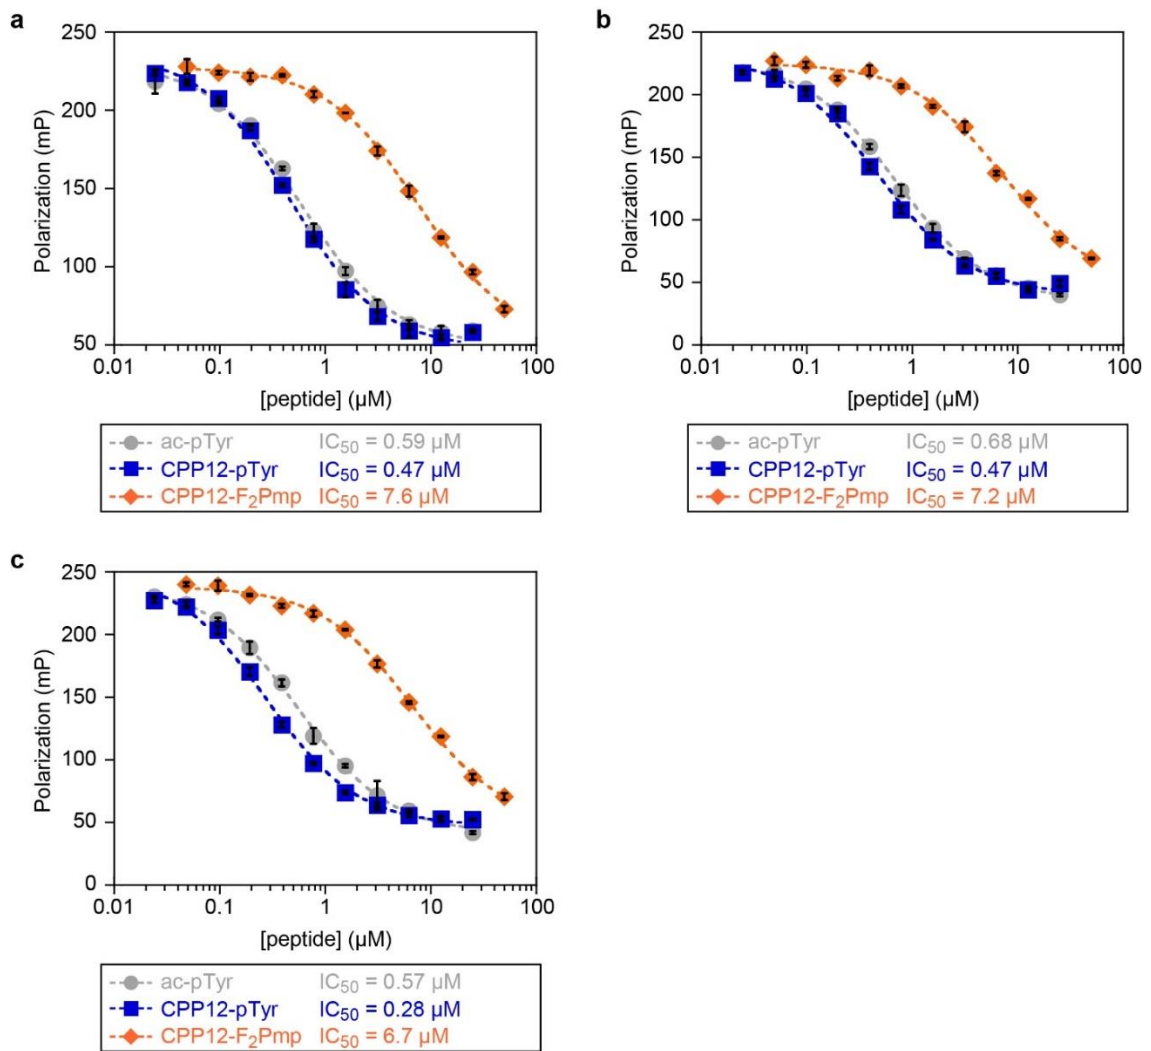 a
250
200
150
100
50
Polarization (mP)
0.01 0.1 1 10 100
[peptide] (µM)
ac-pTyr IC50 = 0.59 µM
CPP12-pTyr IC50 = 0.47 µM
CPP12-F2Pmp IC50 = 7.6 µM
b
250
200
150
100
50
0
Polarization (mP)
0.01 0.1 1 10 100
[peptide] (µM)
ac-pTyr IC50 = 0.68 µM
CPP12-pTyr IC50 = 0.47 µM
CPP12-F2Pmp IC50 = 7.2 µM
c
250
200
150
100
50
0
Polarization (mP)
0.01 0.1 1 10 100
[peptide] (µM)
ac-pTyr IC50 = 0.57 µM
CPP12-pTyr IC50 = 0.28 µM
CPP12-F2Pmp IC50 = 6.7 µM